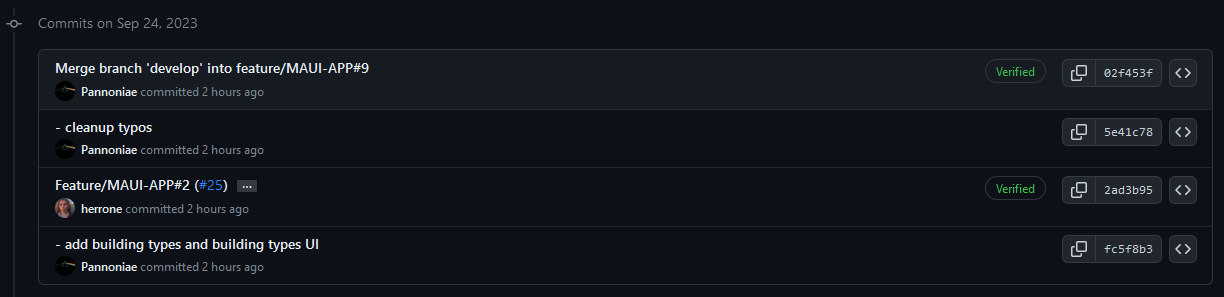 Commits on Sep 24, 2023
Merge branch 'develop' into feature/MAUI-APP#9
Pannoniae committed 2 hours ago
Verified
02f453f
- cleanup typos
Pannoniae committed 2 hours ago
5e41c78
Feature/MAUI-APP#2 (#25) ...
herrone committed 2 hours ago
Verified
2ad3b95
- add building types and building types UI
Pannoniae committed 2 hours ago
fc5f8b3